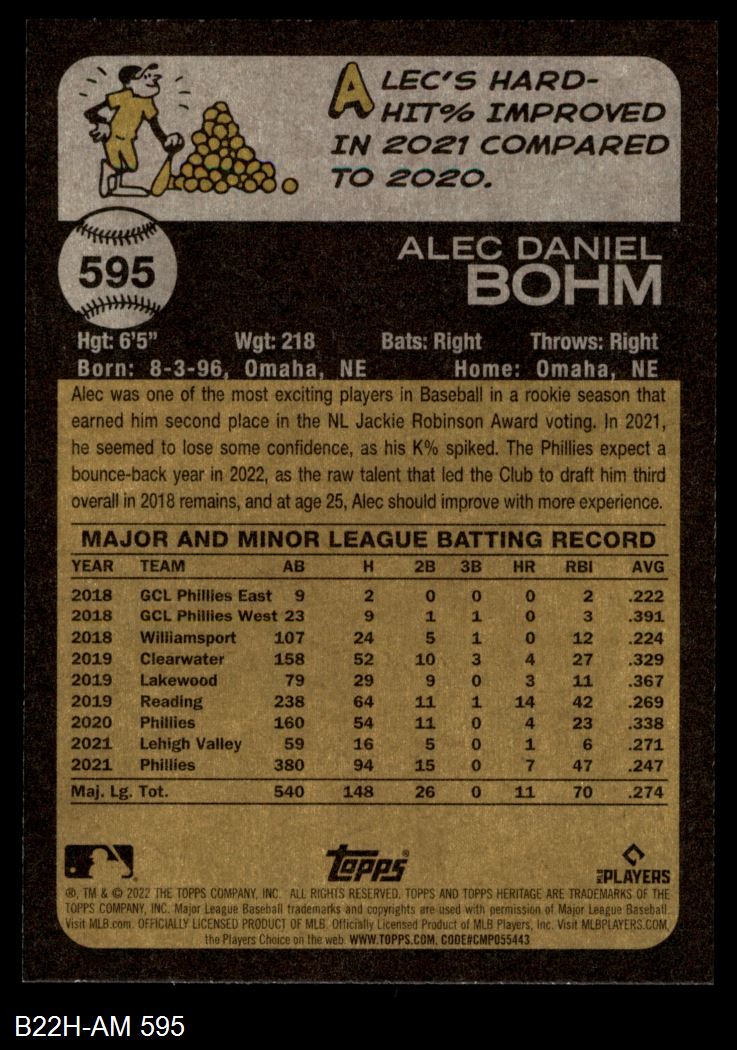 ALEC'S HARD-
HIT% IMPROVED
IN 2021 COMPARED
TO 2020.
595
ALEC DANIEL
BOHM
Hgt: 6'5" Wgt: 218 Bats: Right Throws: Right
Born: 8-3-96, Omaha, NE Home: Omaha, NE
Alec was one of the most exciting players in Baseball in a rookie season that
earned him second place in the NL Jackie Robinson Award voting. In 2021,
he seemed to lose some confidence, as his K% spiked. The Phillies expect a
bounce-back year in 2022, as the raw talent that led the Club to draft him third
overall in 2018 remains, and at age 25, Alec should improve with more experience.
MAJOR AND MINOR LEAGUE BATTING RECORD
YEAR TEAM AB H 2B 3B HR RBI AVG
2018 GCL Phillies East 9 2 0 0 0 2 .222
2018 GCL Phillies West 23 9 1 1 0 3 .391
2018 Williamsport 107 24 5 1 0 12 .224
2019 Clearwater 158 52 10 3 4 27 .329
2019 Lakewood 79 29 9 0 3 11 .367
2019 Reading 238 64 11 1 14 42 .269
2020 Phillies 160 54 11 0 4 23 .338
2021 Lehigh Valley 59 16 5 0 1 6 .271
2021 Phillies 380 94 15 0 7 47 .247
Maj. Lg. Tot. 540 148 26 0 11 70 .274
Topps®
MLB PLAYERS
®, TM & © 2022 THE TOPPS COMPANY, INC. ALL RIGHTS RESERVED. TOPPS AND TOPPS HERITAGE ARE TRADEMARKS OF THE
TOPPS COMPANY, INC. Major League Baseball trademarks and copyrights are used with permission of Major League Baseball.
Visit MLB.com. OFFICIALLY LICENSED PRODUCT OF MLB. Officially Licensed Product of MLB Players, Inc. Visit MLBPLAYERS.COM,
the Players Choice on the web. WWW.TOPPS.COM. CODE#CMP055443
B22H-AM 595